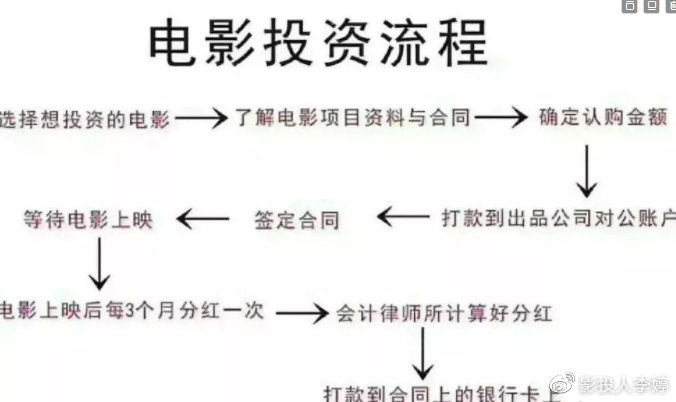 电影投资流程
选择想投资的电影
了解电影项目资料与合同
确定认购金额
打款到出品公司对公账户
签定合同
等待电影上映
电影上映后每3个月分红一次
会计律师所计算好分红
打款到合同上的银行卡上
影投人李婷